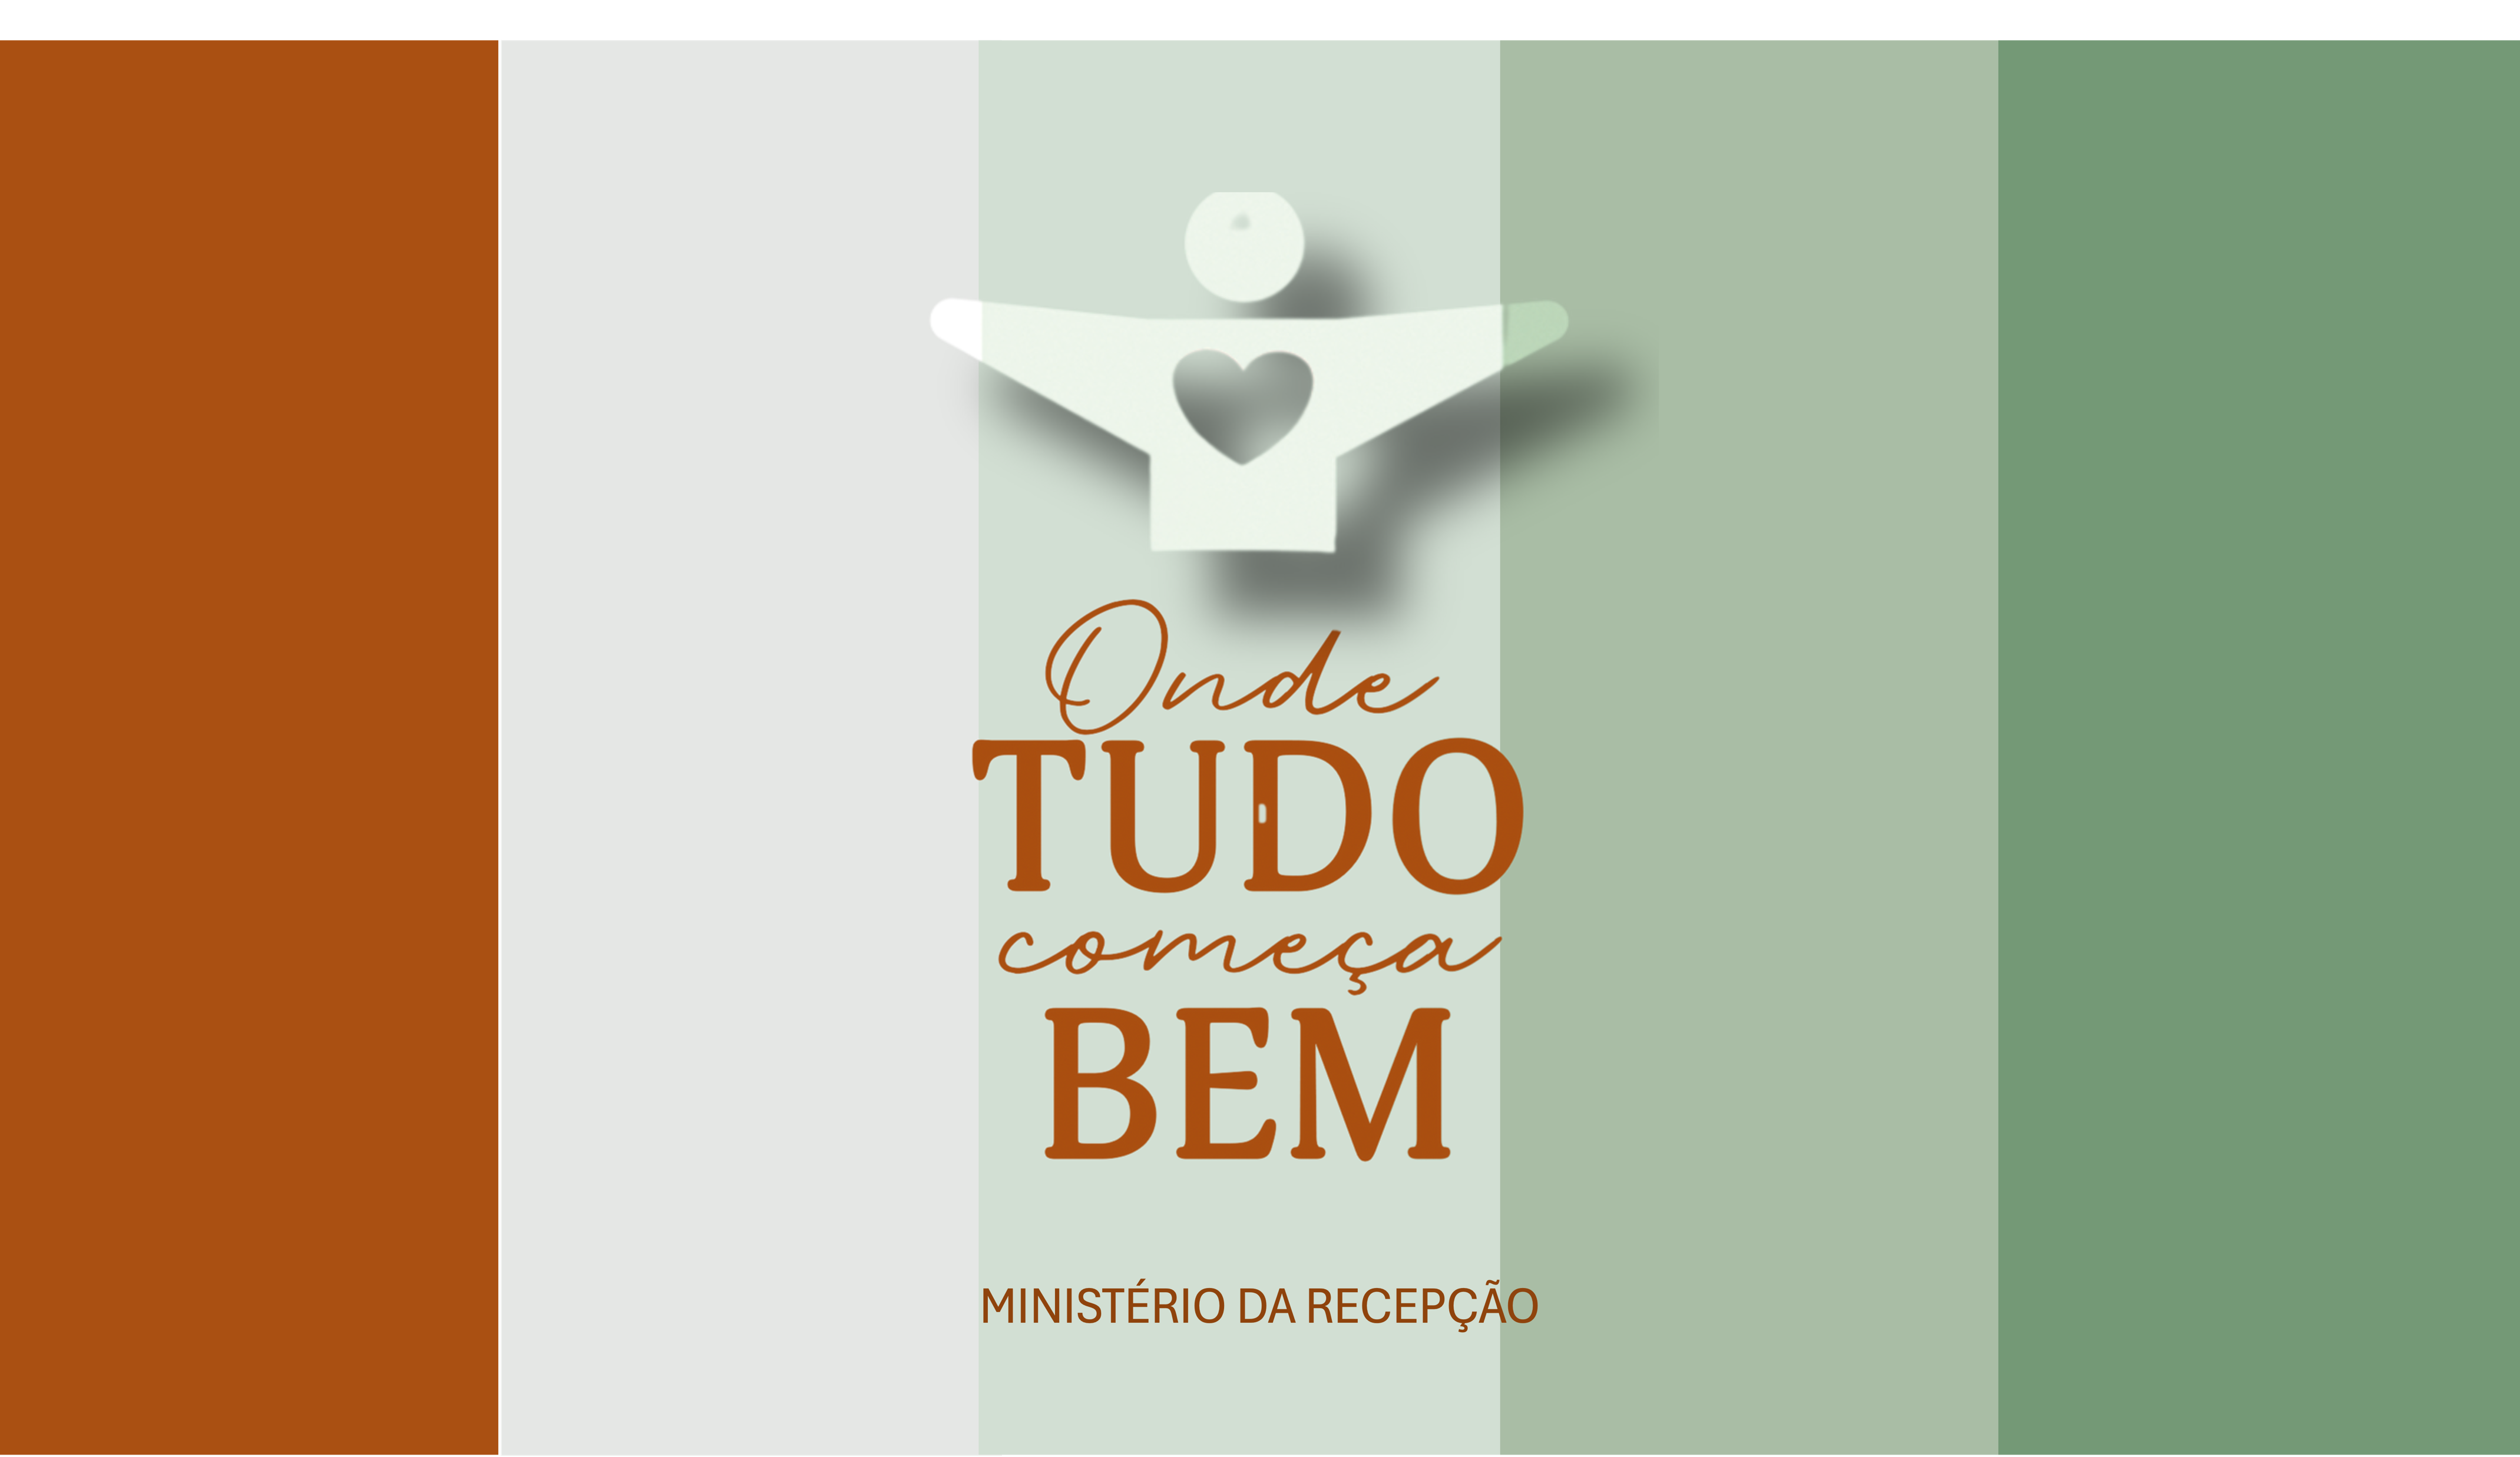 Onde
TUDO
começa
BEM
MINISTÉRIO DA RECEPÇÃO